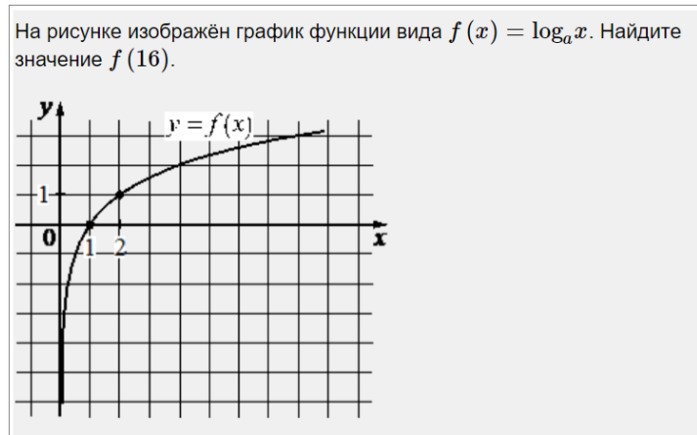 На рисунке изображён график функции вида f (x) = logₐx. Найдите
значение f (16).
y
y = f(x)
1
0
1 2
x